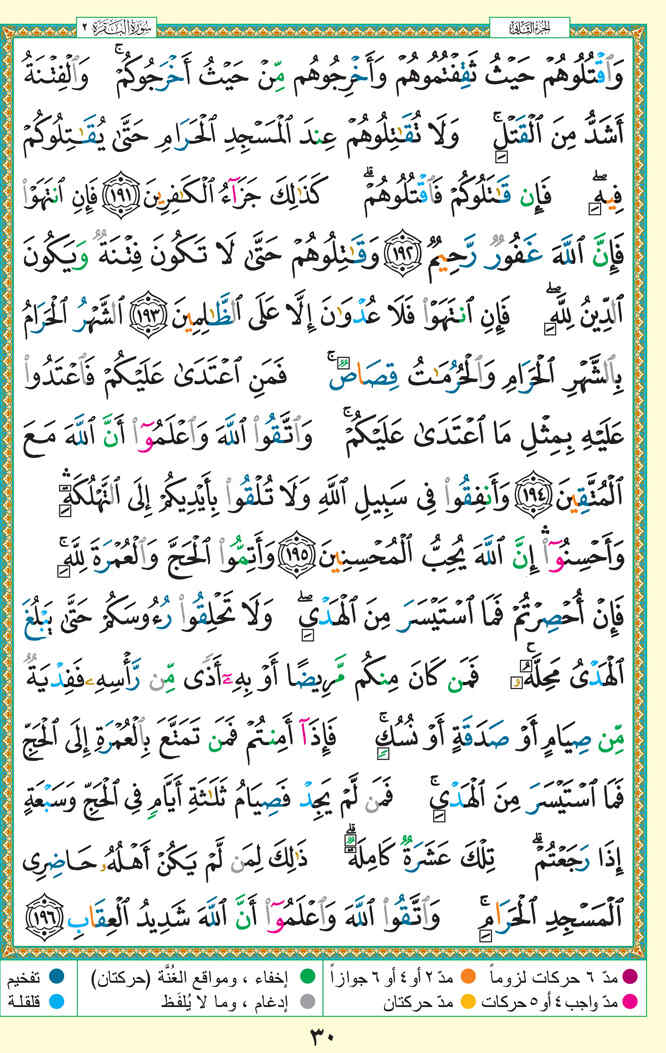 الجزء الثاني
سورة البقرة ٢
وَٱقۡتُلُوهُمۡ حَيۡثُ ثَقِفۡتُمُوهُمۡ وَأَخۡرِجُوهُم مِّنۡ حَيۡثُ أَخۡرَجُوكُمۡۚ وَٱلۡفِتۡنَةُ
أَشَدُّ مِنَ ٱلۡقَتۡلِۚ وَلَا تُقَٰتِلُوهُمۡ عِندَ ٱلۡمَسۡجِدِ ٱلۡحَرَامِ حَتَّىٰ يُقَٰتِلُوكُمۡ
فِيهِۖ فَإِن قَٰتَلُوكُمۡ فَٱقۡتُلُوهُمۡۗ كَذَٰلِكَ جَزَآءُ ٱلۡكَٰفِرِينَ ﴿١٩١﴾ فَإِنِ ٱنتَهَوۡاْ
فَإِنَّ ٱللَّهَ غَفُورٞ رَّحِيمٞ ﴿١٩٢﴾ وَقَٰتِلُوهُمۡ حَتَّىٰ لَا تَكُونَ فِتۡنَةٞ وَيَكُونَ
ٱلدِّينُ لِلَّهِۖ فَإِنِ ٱنتَهَوۡاْ فَلَا عُدۡوَٰنَ إِلَّا عَلَى ٱلظَّٰلِمِينَ ﴿١٩٣﴾ ٱلشَّهۡرُ ٱلۡحَرَامُ
بِٱلشَّهۡرِ ٱلۡحَرَامِ وَٱلۡحُرُمَٰتُ قِصَاصٞۚ فَمَنِ ٱعۡتَدَىٰ عَلَيۡكُمۡ فَٱعۡتَدُواْ
عَلَيۡهِ بِمِثۡلِ مَا ٱعۡتَدَىٰ عَلَيۡكُمۡۚ وَٱتَّقُواْ ٱللَّهَ وَٱعۡلَمُوٓاْ أَنَّ ٱللَّهَ مَعَ
ٱلۡمُتَّقِينَ ﴿١٩٤﴾ وَأَنفِقُواْ فِي سَبِيلِ ٱللَّهِ وَلَا تُلۡقُواْ بِأَيۡدِيكُمۡ إِلَى ٱلتَّهۡلُكَةِۛ
وَأَحۡسِنُوٓاْۛ إِنَّ ٱللَّهَ يُحِبُّ ٱلۡمُحۡسِنِينَ ﴿١٩٥﴾ وَأَتِمُّواْ ٱلۡحَجَّ وَٱلۡعُمۡرَةَ لِلَّهِۚ
فَإِنۡ أُحۡصِرۡتُمۡ فَمَا ٱسۡتَيۡسَرَ مِنَ ٱلۡهَدۡيِۖ وَلَا تَحۡلِقُواْ رُءُوسَكُمۡ حَتَّىٰ يَبۡلُغَ
ٱلۡهَدۡيُ مَحِلَّهُۥۚ فَمَن كَانَ مِنكُم مَّرِيضًا أَوۡ بِهِۦٓ أَذٗى مِّن رَّأۡسِهِۦ فَفِدۡيَةٞ
مِّن صِيَامٍ أَوۡ صَدَقَةٍ أَوۡ نُسُكٖۚ فَإِذَآ أَمِنتُمۡ فَمَن تَمَتَّعَ بِٱلۡعُمۡرَةِ إِلَى ٱلۡحَجِّ
فَمَا ٱسۡتَيۡسَرَ مِنَ ٱلۡهَدۡيِۚ فَمَن لَّمۡ يَجِدۡ فَصِيَامُ ثَلَٰثَةِ أَيَّامٖ فِي ٱلۡحَجِّ وَسَبۡعَةٍ
إِذَا رَجَعۡتُمۡۗ تِلۡكَ عَشَرَةٞ كَامِلَةٞۗ ذَٰلِكَ لِمَن لَّمۡ يَكُنۡ أَهۡلُهُۥ حَاضِرِي
ٱلۡمَسۡجِدِ ٱلۡحَرَامِۚ وَٱتَّقُواْ ٱللَّهَ وَٱعۡلَمُوٓاْ أَنَّ ٱللَّهَ شَدِيدُ ٱلۡعِقَابِ ﴿١٩٦﴾
مدّ ٦ حركات لزوماً مدّ ٢ أو ٤ أو ٦ جوازاً إخفاء ، ومواقع الغُنَّة (حركتان) تفخيم
مدّ واجب ٤ أو ٥ حركات مدّ حركتان إدغام ، وما لا يُلفَظ قلقلة
٣٠